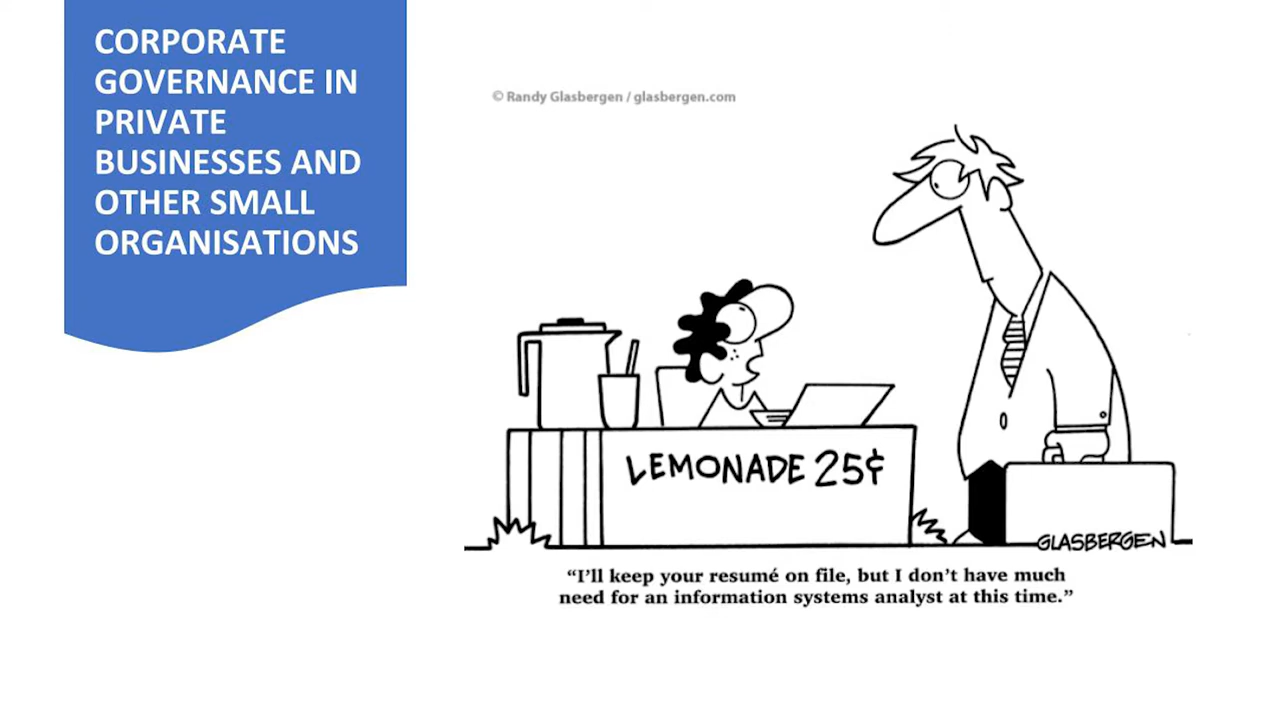 CORPORATE
GOVERNANCE IN
PRIVATE
BUSINESSES AND
OTHER SMALL
ORGANISATIONS
© Randy Glasbergen / glasbergen.com
LEMONADE 25¢
GLASBERGEN
“I’ll keep your resumé on file, but I don’t have much
need for an information systems analyst at this time.”